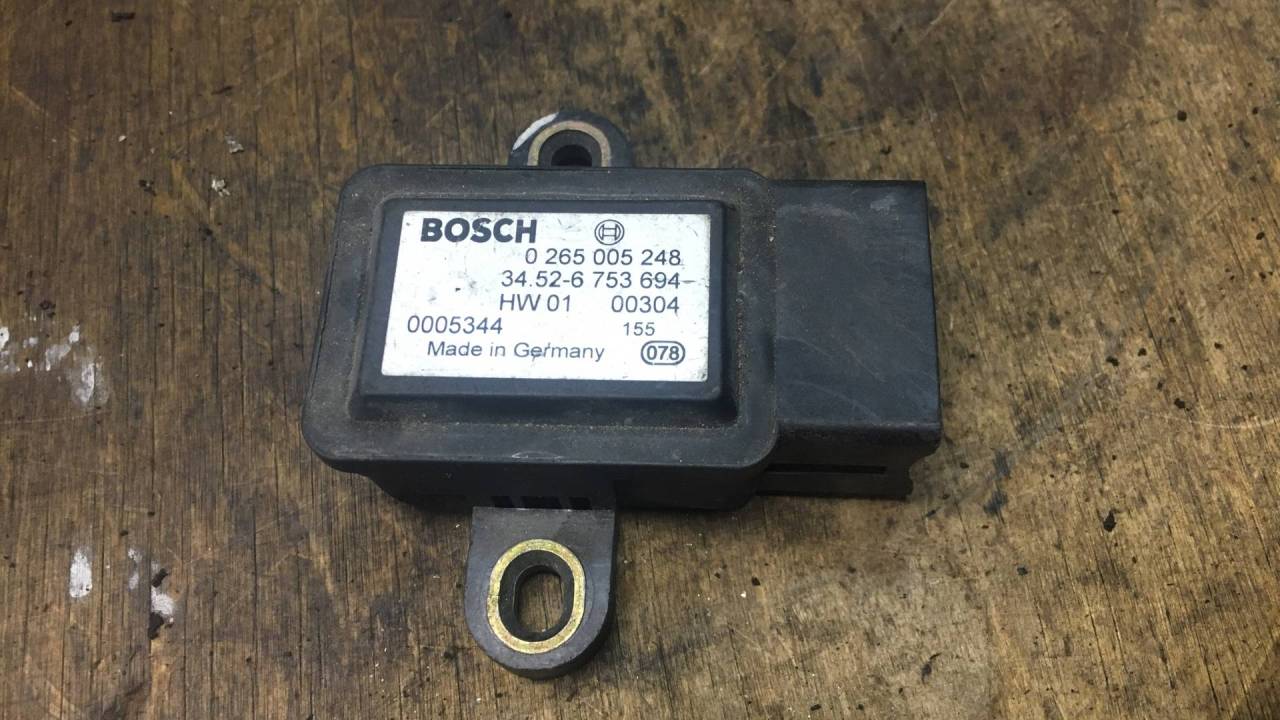 BOSCH
0 265 005 248
34.52-6 753 694-
HW 01 00304
0005344 155
Made in Germany 078